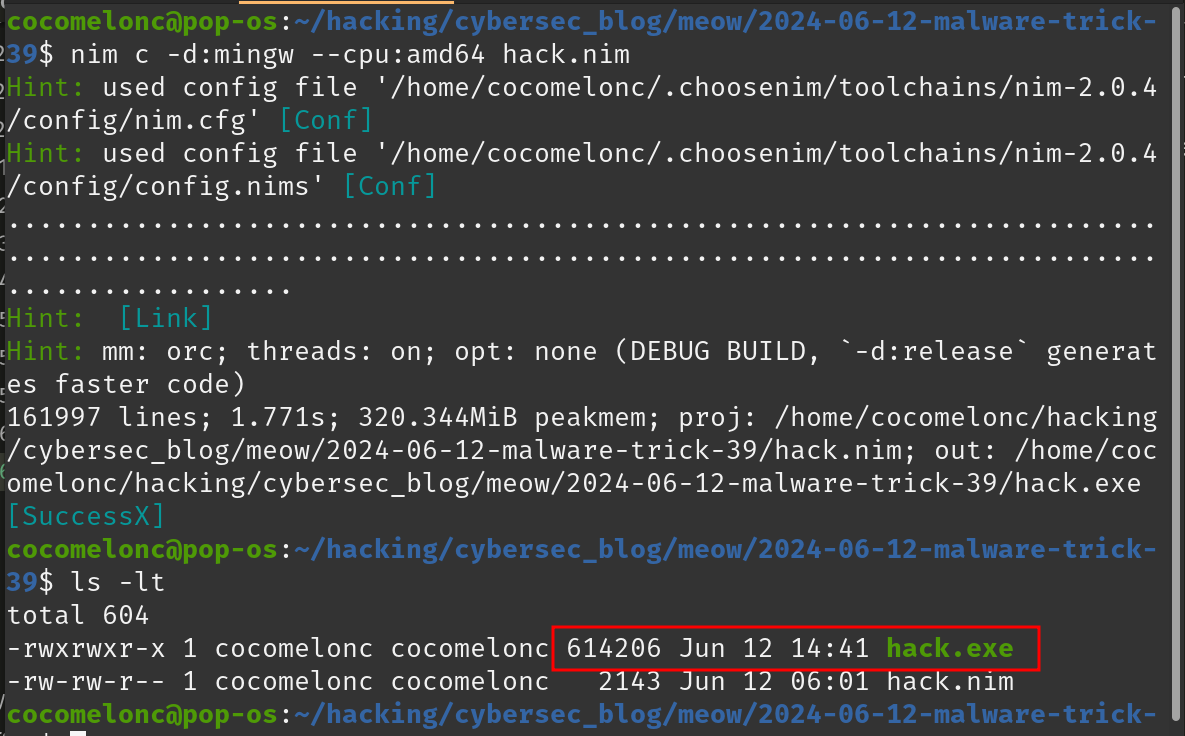 cocomelonc@pop-os:~/hacking/cybersec_blog/meow/2024-06-12-malware-trick-
39$ nim c -d:mingw --cpu:amd64 hack.nim
Hint: used config file '/home/cocomelonc/.choosenim/toolchains/nim-2.0.4
/config/nim.cfg' [Conf]
Hint: used config file '/home/cocomelonc/.choosenim/toolchains/nim-2.0.4
/config/config.nims' [Conf]
........................................................................
........................................................................
..................
Hint:  [Link]
Hint: mm: orc; threads: on; opt: none (DEBUG BUILD, `-d:release` generat
es faster code)
161997 lines; 1.771s; 320.344MiB peakmem; proj: /home/cocomelonc/hacking
/cybersec_blog/meow/2024-06-12-malware-trick-39/hack.nim; out: /home/coc
omelonc/hacking/cybersec_blog/meow/2024-06-12-malware-trick-39/hack.exe
[SuccessX]
cocomelonc@pop-os:~/hacking/cybersec_blog/meow/2024-06-12-malware-trick-
39$ ls -lt
total 604
-rwxrwxr-x 1 cocomelonc cocomelonc 614206 Jun 12 14:41 hack.exe
-rw-rw-r-- 1 cocomelonc cocomelonc   2143 Jun 12 06:01 hack.nim
cocomelonc@pop-os:~/hacking/cybersec_blog/meow/2024-06-12-malware-trick-